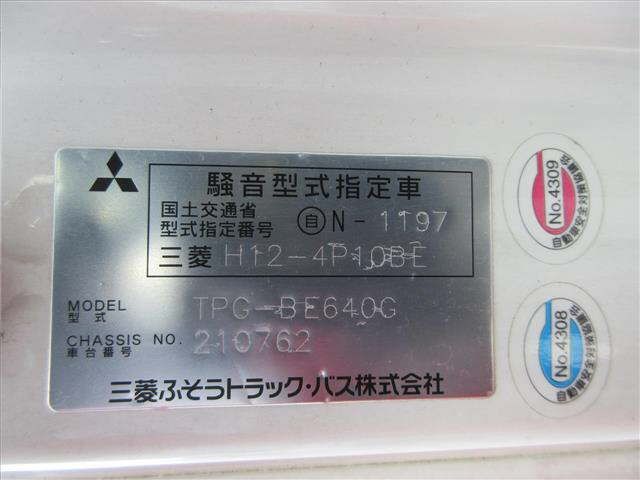 騒音型式指定車
国土交通省
型式指定番号 自 N-1197
三菱 H12-4P10BE
MODEL
型式 TPG-BE640G
CHASSIS NO.
車台番号 210762
三菱ふそうトラック・バス株式会社
No.4309
No.4308